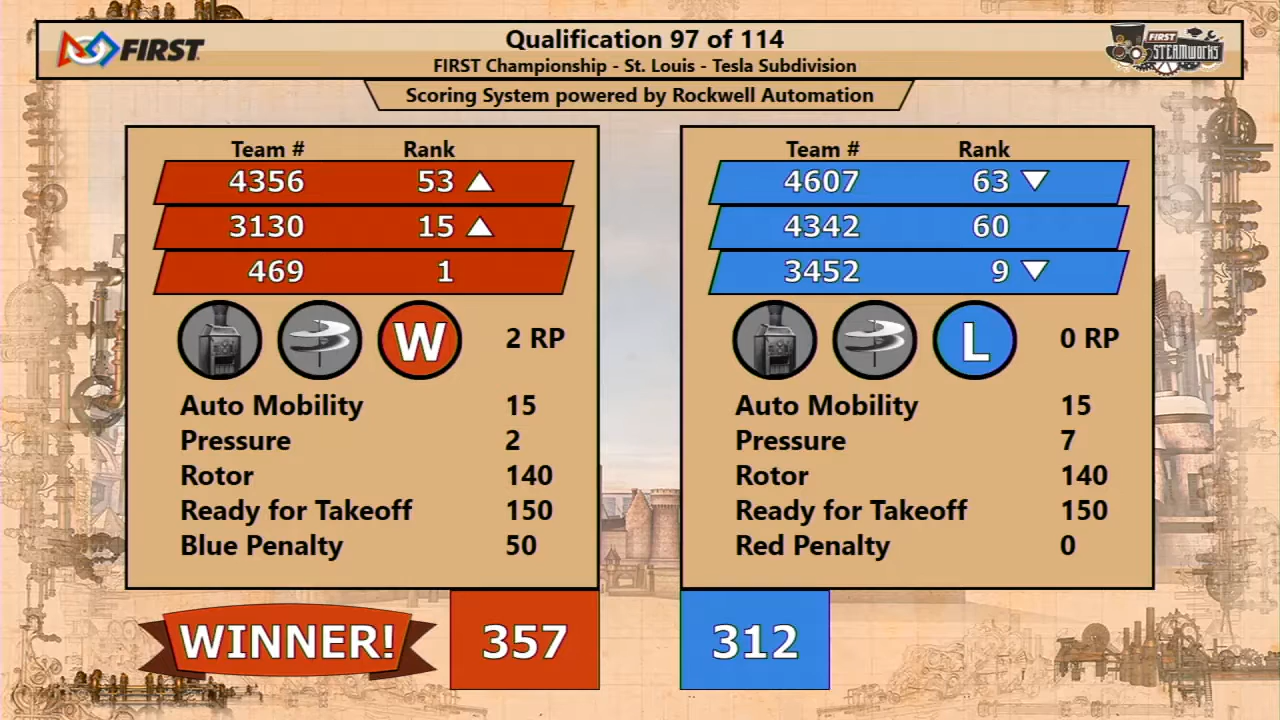 FIRST
Qualification 97 of 114
FIRST Championship - St. Louis - Tesla Subdivision
FIRST
STEAMWORKS
Scoring System powered by Rockwell Automation
Team # Rank
4356 53 ▲
3130 15 ▲
469 1
W 2 RP
Auto Mobility 15
Pressure 2
Rotor 140
Ready for Takeoff 150
Blue Penalty 50
WINNER! 357
Team # Rank
4607 63 ▼
4342 60
3452 9 ▼
L 0 RP
Auto Mobility 15
Pressure 7
Rotor 140
Ready for Takeoff 150
Red Penalty 0
312